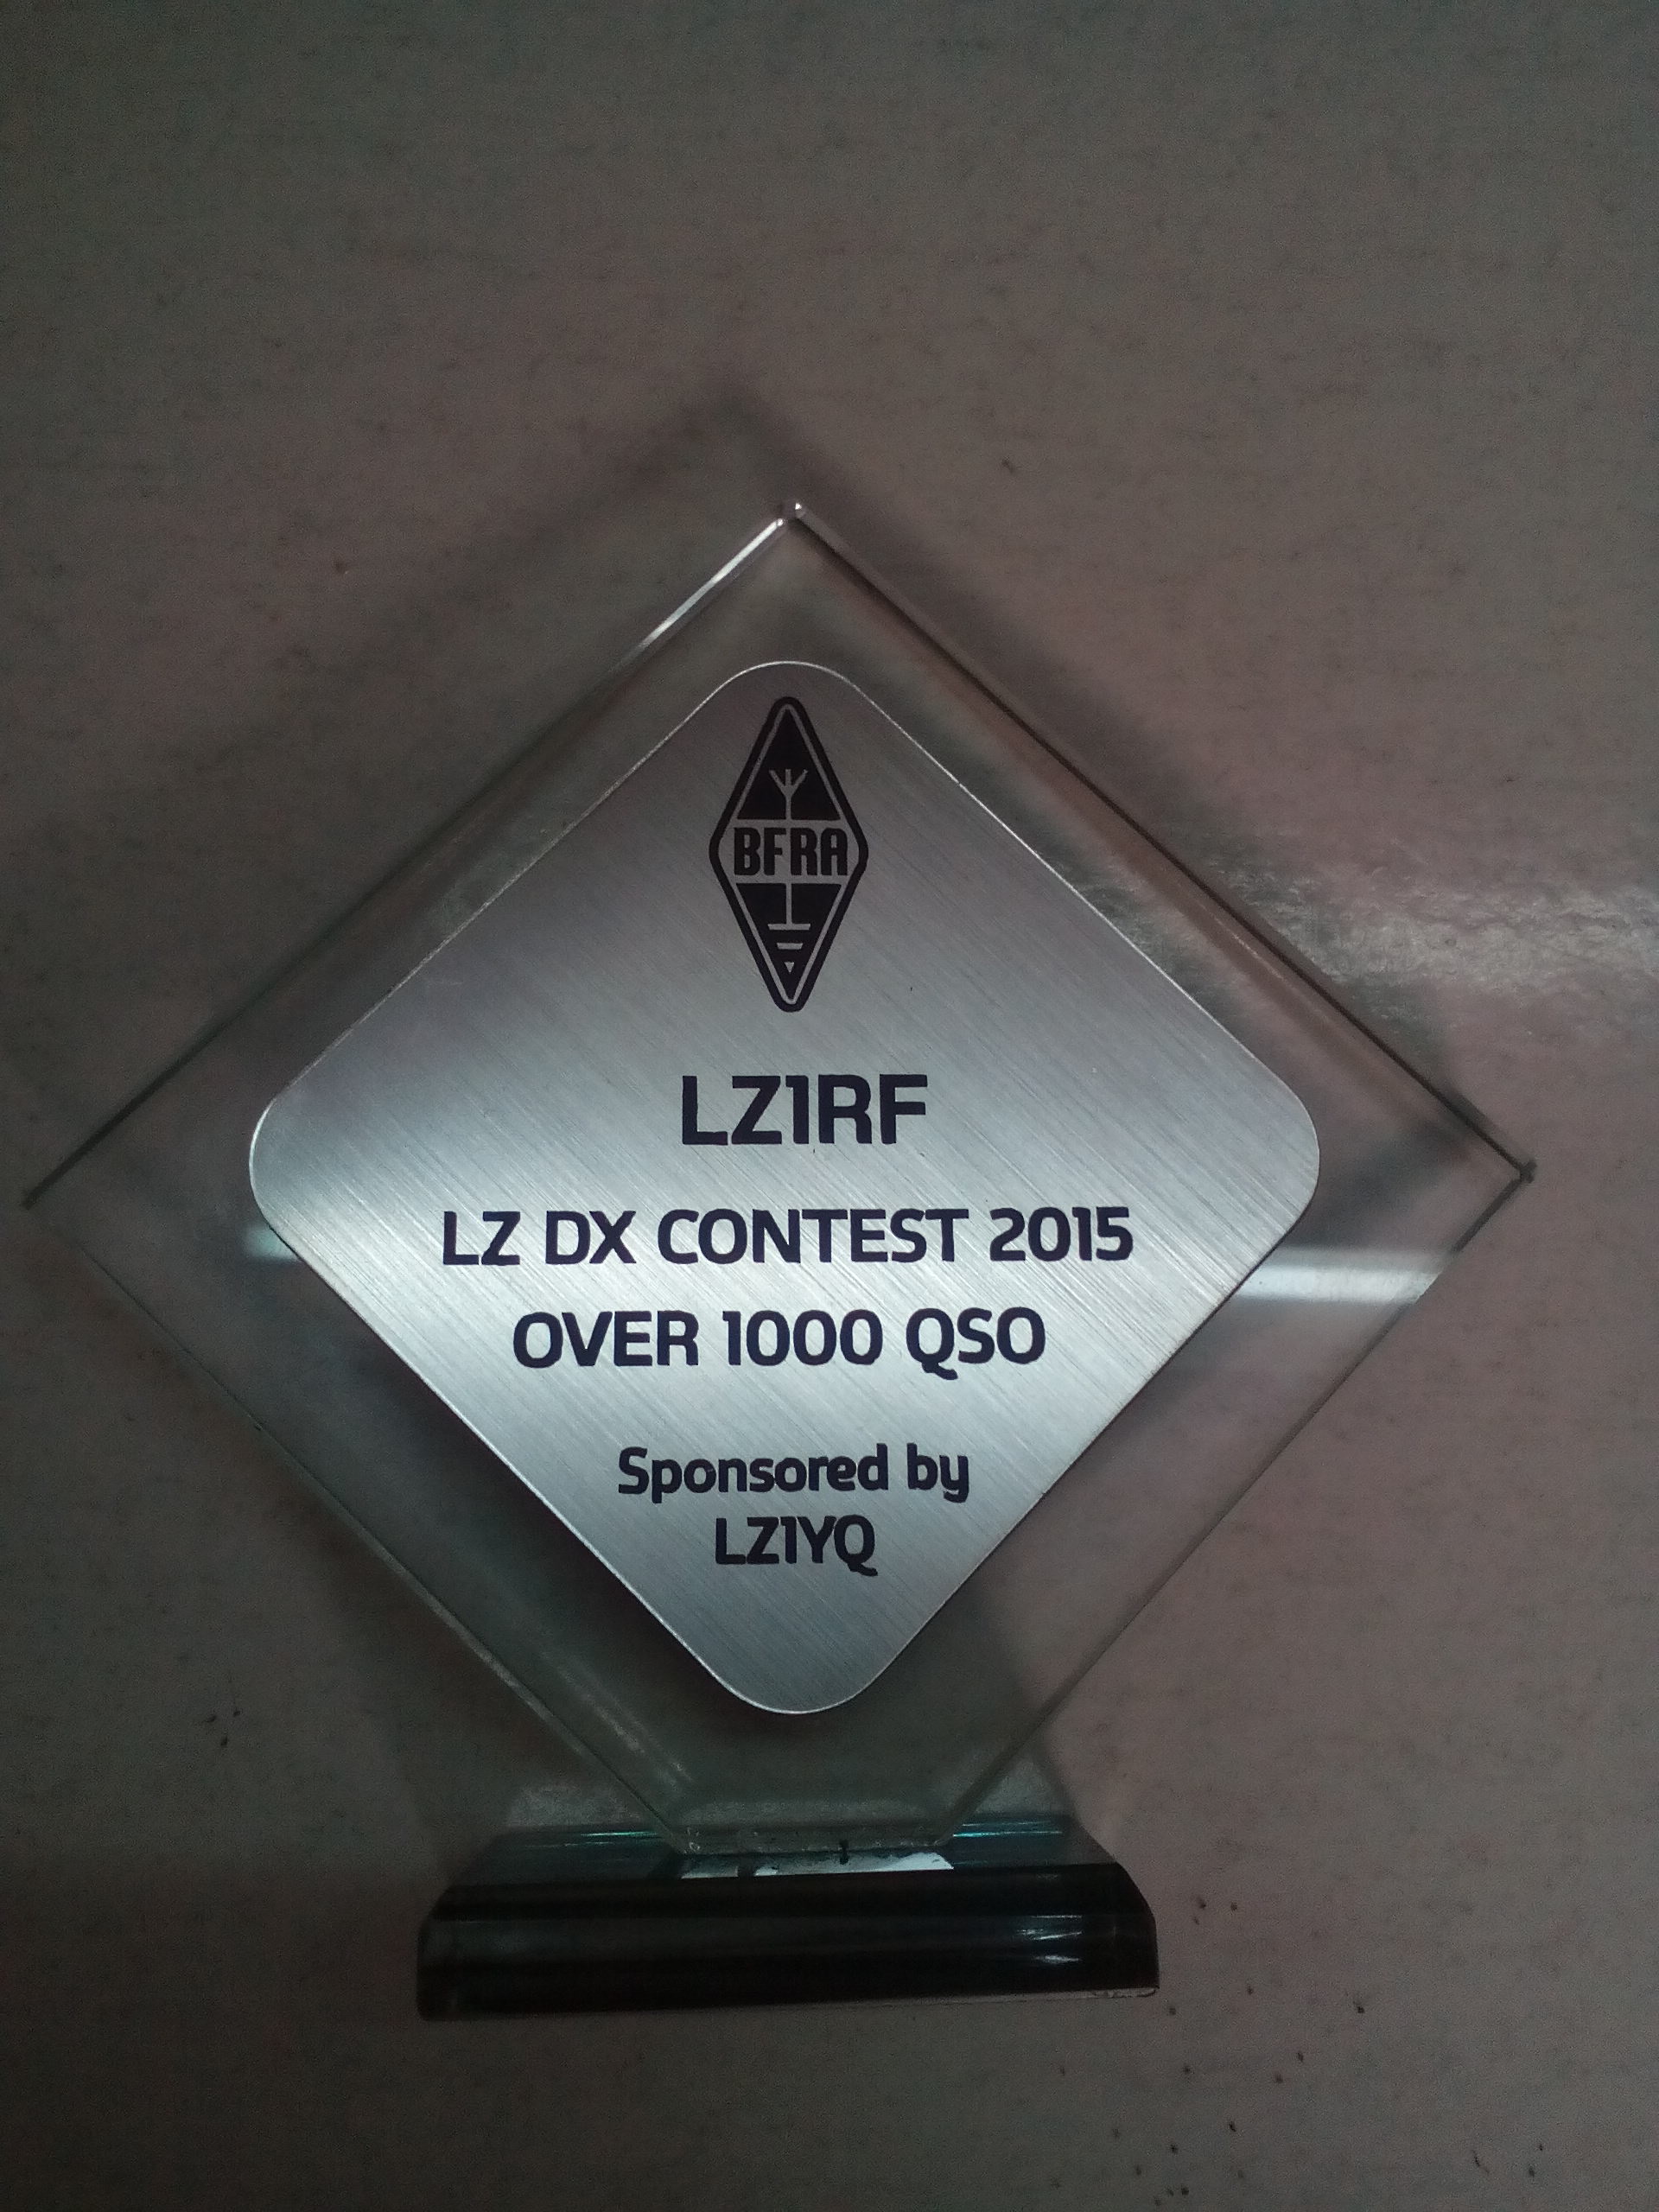 BFRA
LZ1RF
LZ DX CONTEST 2015
OVER 1000 QSO
Sponsored by
LZ1YQ